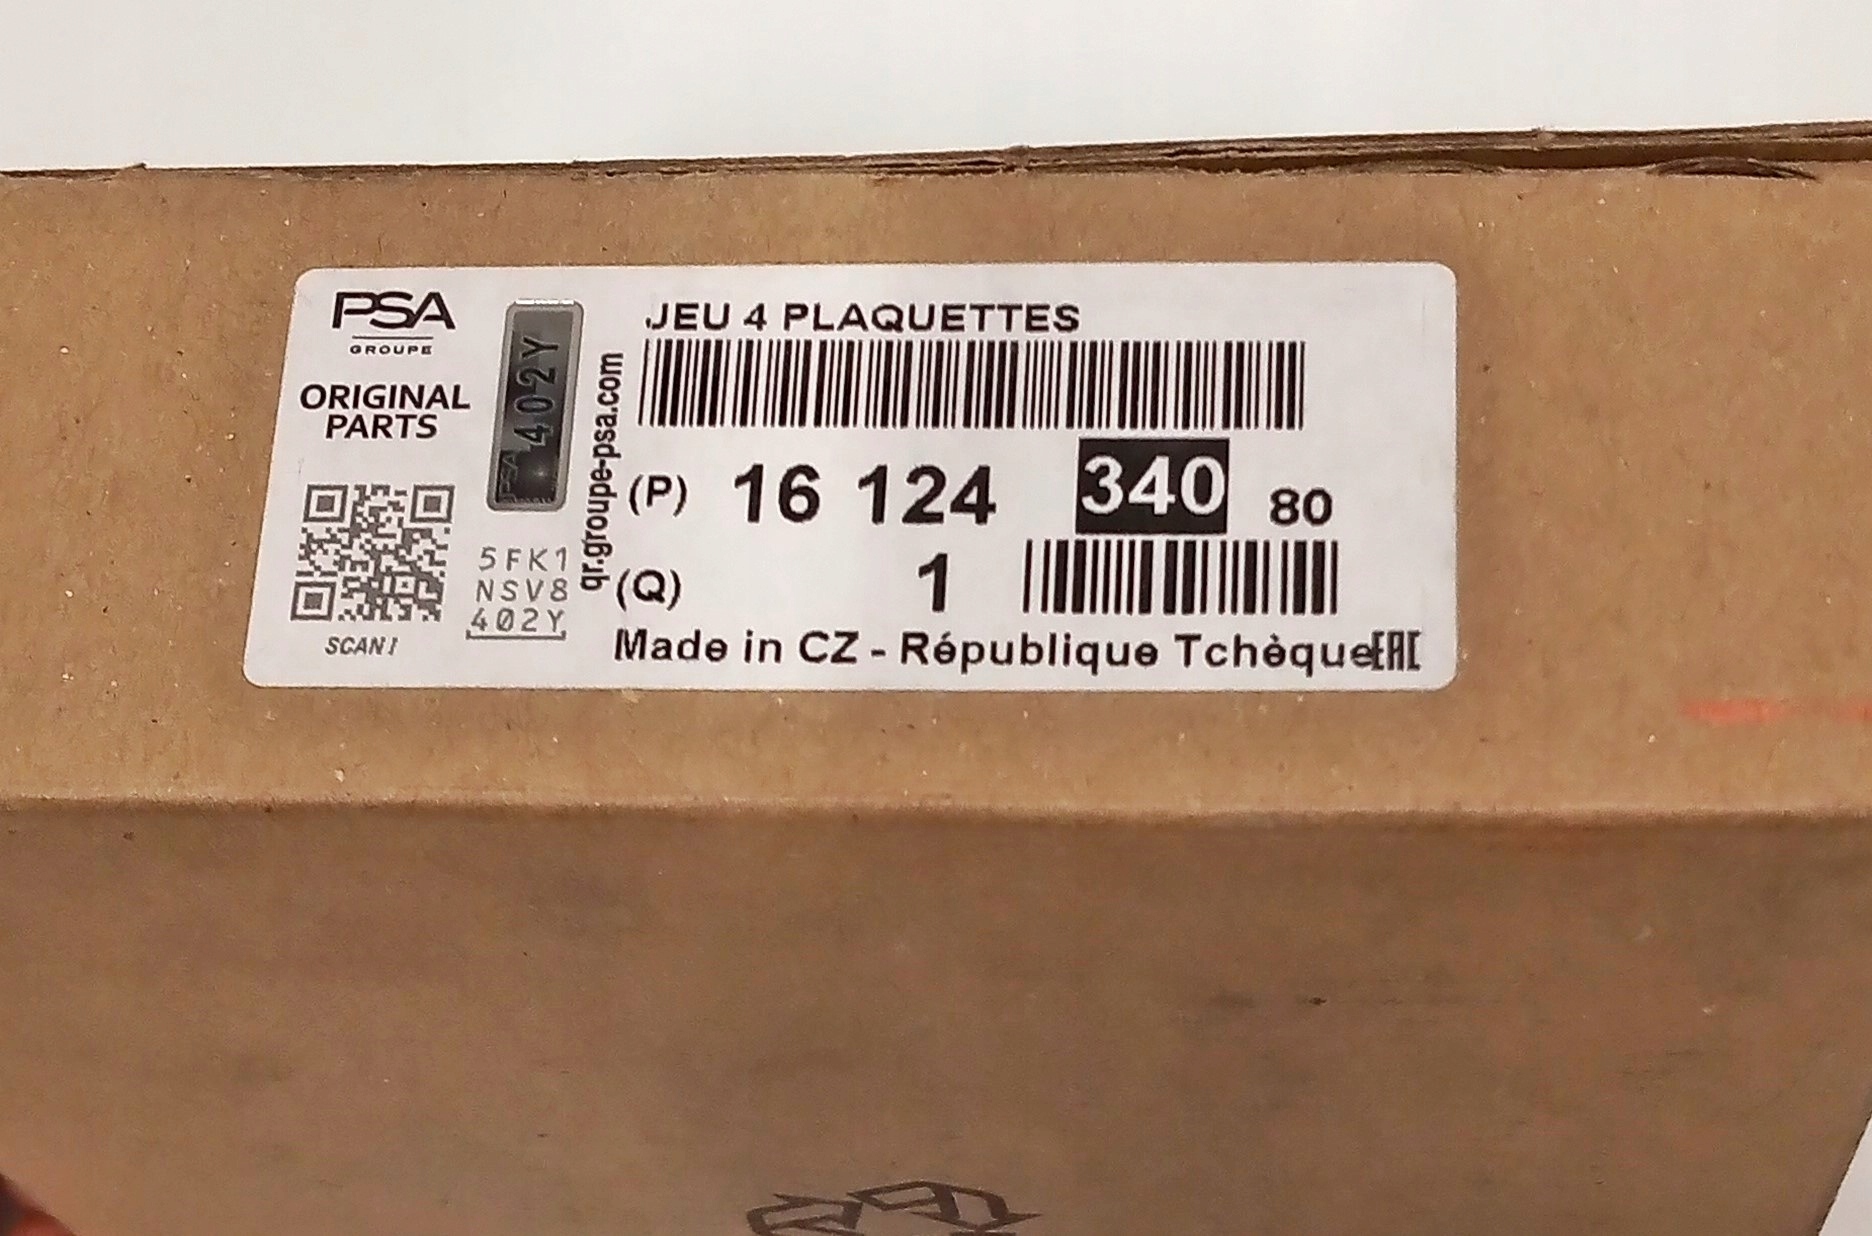 PSA
GROUPE
ORIGINAL
PARTS
SCAN!
PSA 402Y
5FK1
NSV8
402Y
qr.groupe-psa.com
JEU 4 PLAQUETTES
(P) 16 124 340 80
(Q) 1
Made in CZ - République Tchèque EAC